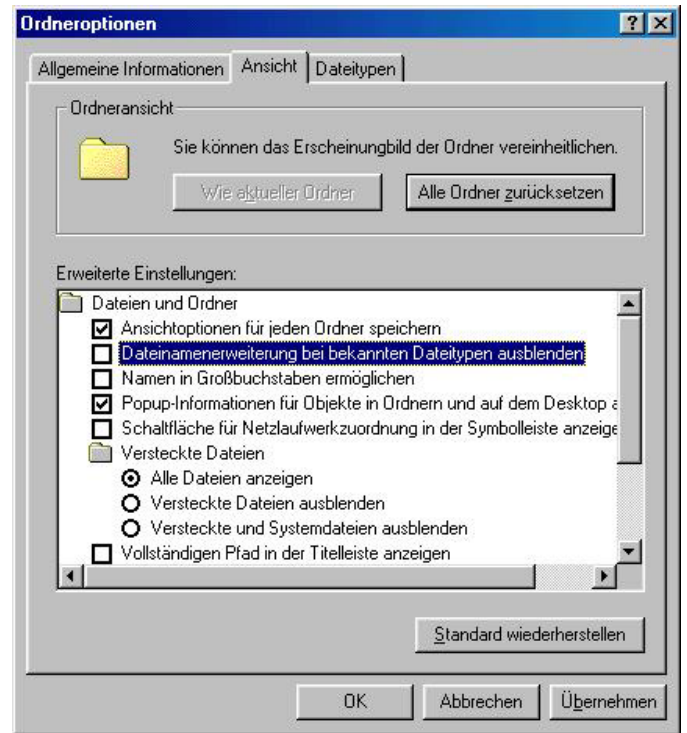 Ordneroptionen
Allgemeine Informationen Ansicht Dateitypen
Ordneransicht
Sie können das Erscheinungbild der Ordner vereinheitlichen.
Wie aktueller Ordner Alle Ordner zurücksetzen
Erweiterte Einstellungen:
Dateien und Ordner
Ansichtoptionen für jeden Ordner speichern
Dateinamenerweiterung bei bekannten Dateitypen ausblenden
Namen in Großbuchstaben ermöglichen
Popup-Informationen für Objekte in Ordnern und auf dem Desktop a
Schaltfläche für Netzlaufwerkzuordnung in der Symbolleiste anzeige
Versteckte Dateien
Alle Dateien anzeigen
Versteckte Dateien ausblenden
Versteckte und Systemdateien ausblenden
Vollständigen Pfad in der Titelleiste anzeigen
Standard wiederherstellen
OK Abbrechen Übernehmen